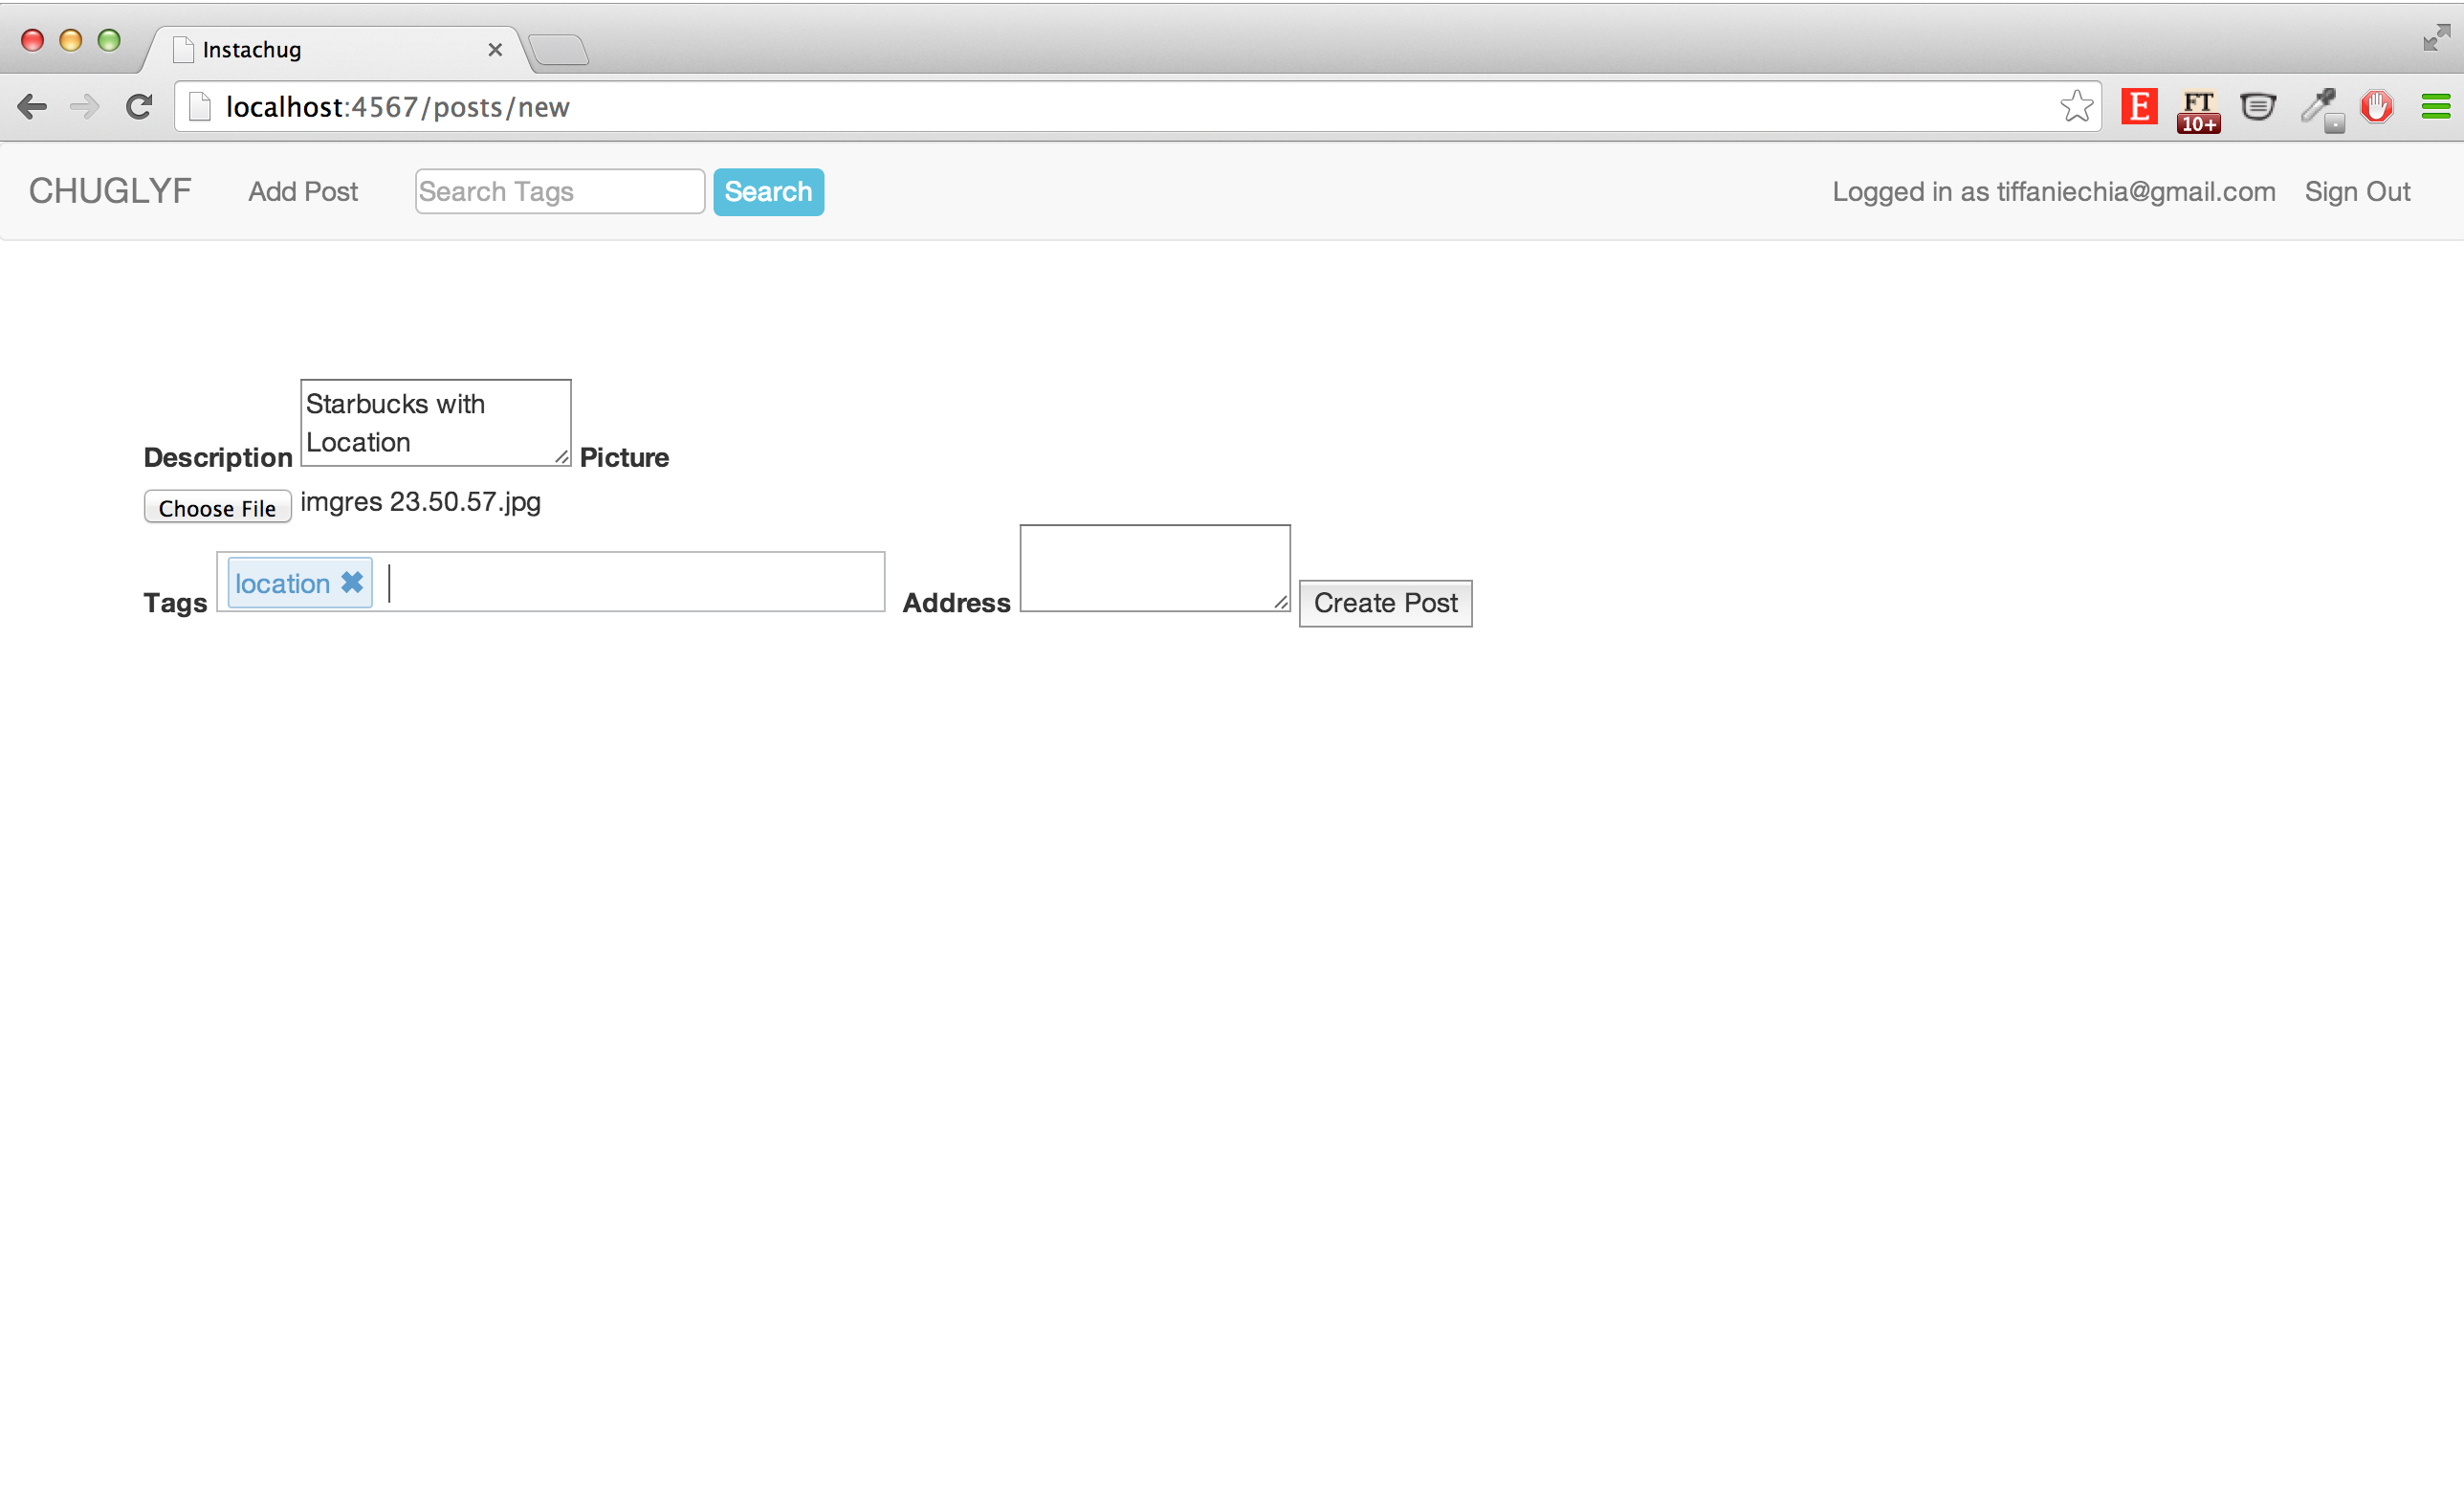 Instachug
localhost:4567/posts/new
E
FT
10+
CHUGLYF Add Post Search Tags Search Logged in as tiffaniechia@gmail.com Sign Out
Starbucks with
Location
Description Picture
Choose File imgres 23.50.57.jpg
Tags location Address Create Post